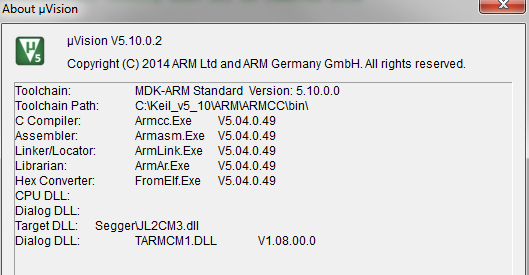 About µVision
µVision V5.10.0.2
Copyright (C) 2014 ARM Ltd and ARM Germany GmbH. All rights reserved.
Toolchain: MDK-ARM Standard Version: 5.10.0.0
Toolchain Path: C:\Keil_v5_10\ARM\ARMCC\bin\
C Compiler: Armcc.Exe V5.04.0.49
Assembler: Armasm.Exe V5.04.0.49
Linker/Locator: ArmLink.Exe V5.04.0.49
Librarian: ArmAr.Exe V5.04.0.49
Hex Converter: FromElf.Exe V5.04.0.49
CPU DLL:
Dialog DLL:
Target DLL: Segger\JL2CM3.dll
Dialog DLL: TARMCM1.DLL V1.08.00.0